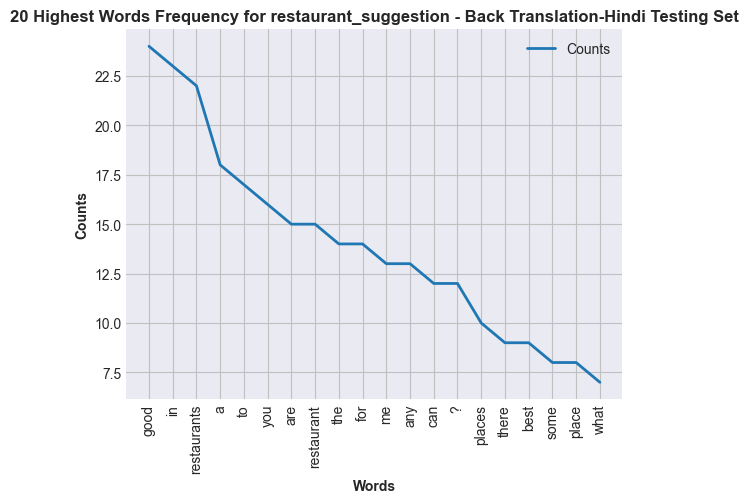 20 Highest Words Frequency for restaurant_suggestion - Back Translation-Hindi Testing Set
Counts
Counts
22.5
20.0
17.5
15.0
12.5
10.0
7.5
good
in
restaurants
a
to
you
are
restaurant
the
for
me
any
can
?
places
there
best
some
place
what
Words